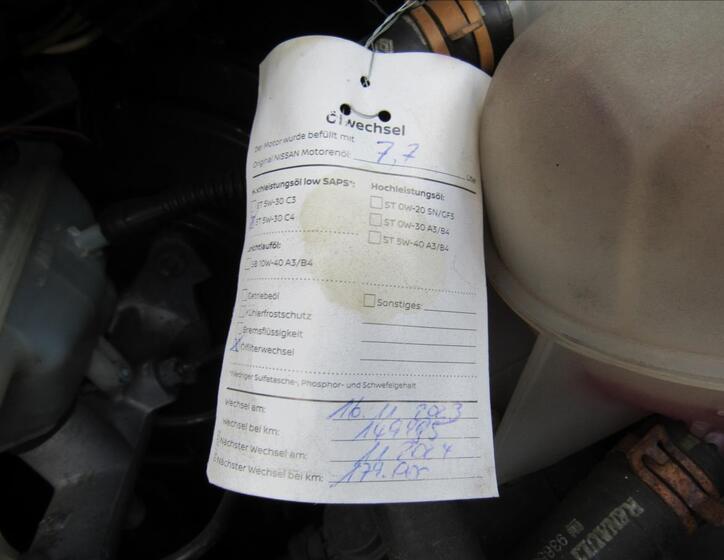 Ölwechsel
Der Motor wurde befüllt mit
Original NISSAN Motorenöl: 7,7 Liter
Hochleistungsöl low SAPS*:
ST 5W-30 C3
ST 5W-30 C4
Leichtlauföl:
SB 10W-40 A3/B4
Hochleistungsöl:
ST 0W-20 SN/GF5
ST 0W-30 A3/B4
ST 5W-40 A3/B4
Getriebeöl
Kühlerfrostschutz
Bremsflüssigkeit
X Ölfilterwechsel
Sonstiges:
*Niedriger Sulfatasche-, Phosphor- und Schwefelgehalt
Wechsel am: 16. 11. 2023
Wechsel bei km: 149495
Nächster Wechsel am: 11 2024
Nächster Wechsel bei km: 179.
RENAULT